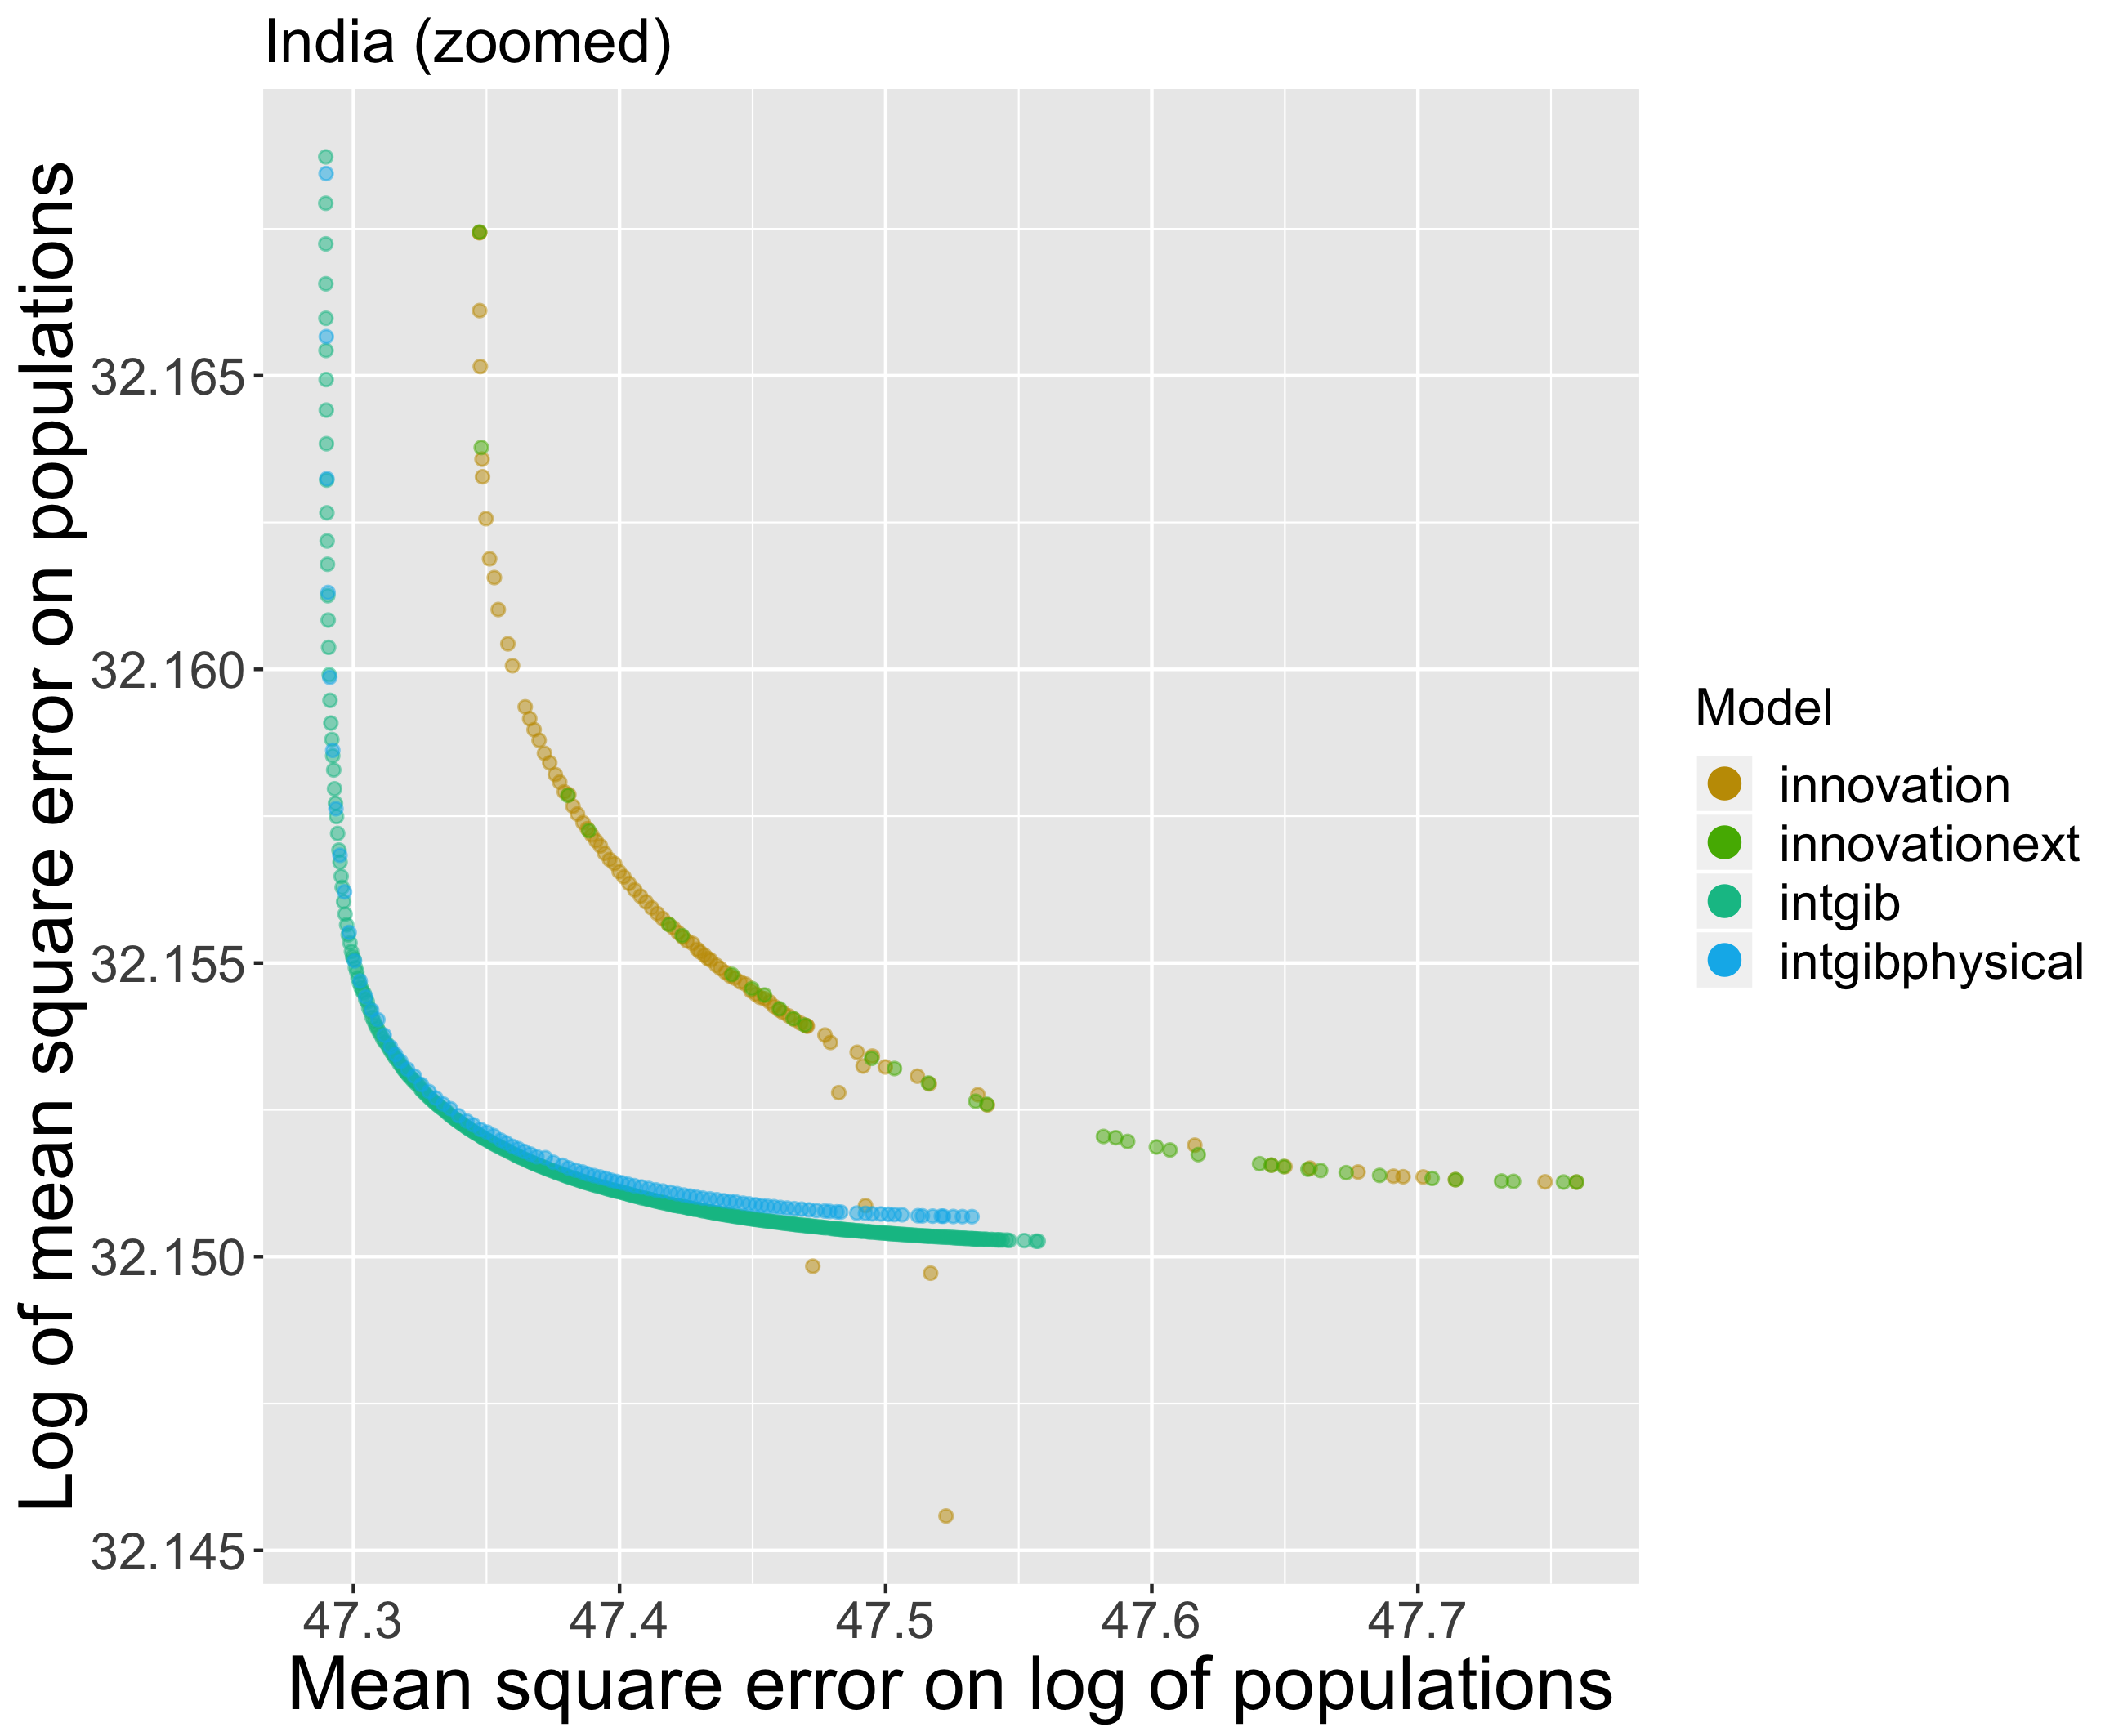 India (zoomed)
Log of mean square error on populations
32.165
32.160
32.155
32.150
32.145
47.3 47.4 47.5 47.6 47.7
Mean square error on log of populations
Model
innovation
innovationext
intgib
intgibphysical